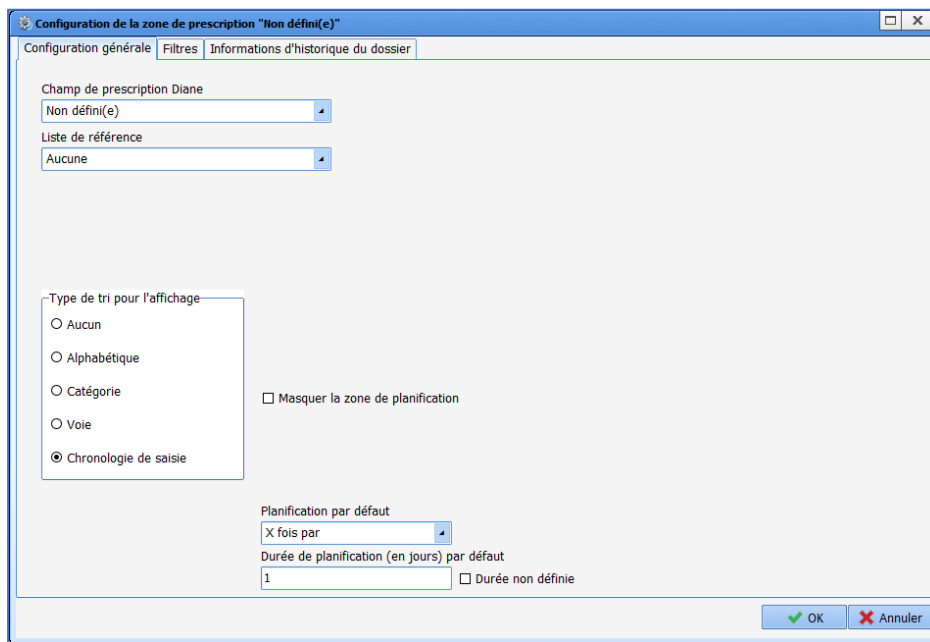 Configuration de la zone de prescription "Non défini(e)"
Configuration générale Filtres Informations d'historique du dossier
Champ de prescription Diane
Non défini(e)
Liste de référence
Aucune
Type de tri pour l'affichage
Aucun
Alphabétique
Catégorie
Masquer la zone de planification
Voie
Chronologie de saisie
Planification par défaut
X fois par
Durée de planification (en jours) par défaut
1 Durée non définie
OK Annuler